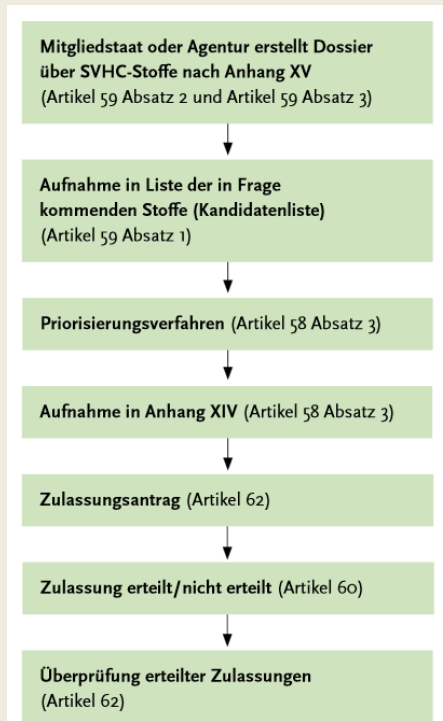 Mitgliedstaat oder Agentur erstellt Dossier
über SVHC-Stoffe nach Anhang XV
(Artikel 59 Absatz 2 und Artikel 59 Absatz 3)
Aufnahme in Liste der in Frage
kommenden Stoffe (Kandidatenliste)
(Artikel 59 Absatz 1)
Priorisierungsverfahren (Artikel 58 Absatz 3)
Aufnahme in Anhang XIV (Artikel 58 Absatz 3)
Zulassungsantrag (Artikel 62)
Zulassung erteilt/nicht erteilt (Artikel 60)
Überprüfung erteilter Zulassungen
(Artikel 62)